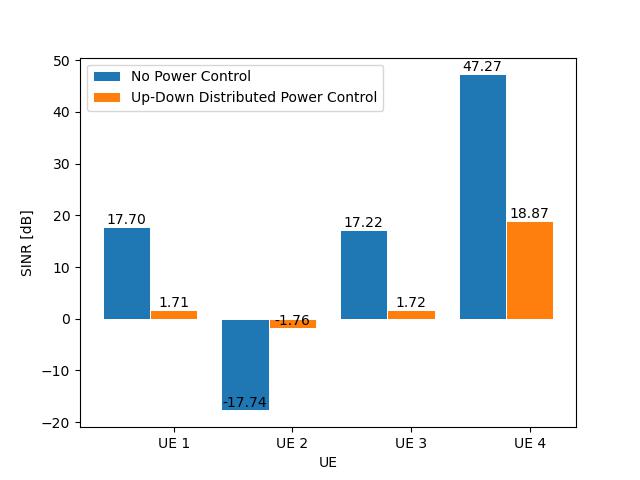 No Power Control
Up-Down Distributed Power Control
50
40
30
20
10
0
−10
−20
SINR [dB]
17.70
1.71
-17.74
-1.76
17.22
1.72
47.27
18.87
UE 1
UE 2
UE 3
UE 4
UE